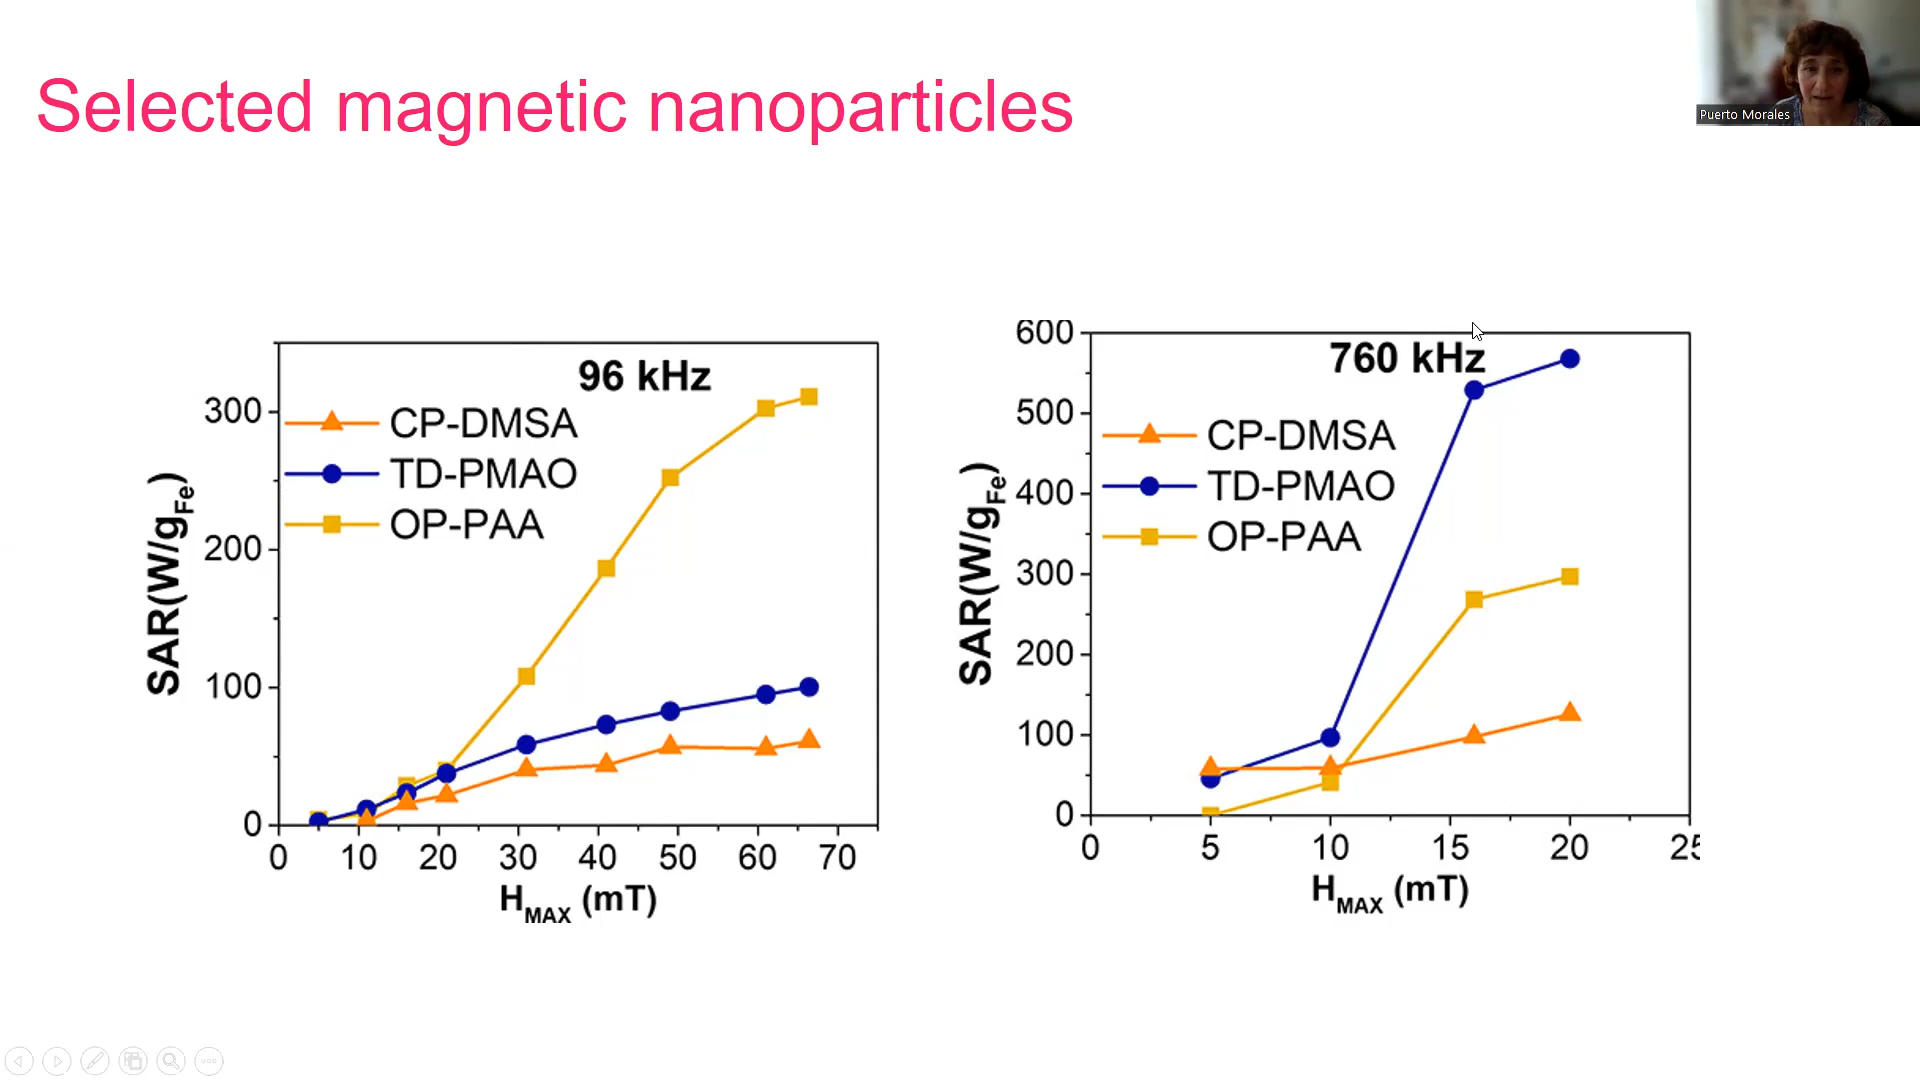 Selected magnetic nanoparticles
Puerto Morales
96 kHz
CP-DMSA
TD-PMAO
OP-PAA
SAR(W/gFe)
300
200
100
0
0 10 20 30 40 50 60 70
HMAX (mT)
760 kHz
CP-DMSA
TD-PMAO
OP-PAA
SAR(W/gFe)
600
500
400
300
200
100
0
0 5 10 15 20 25
HMAX (mT)